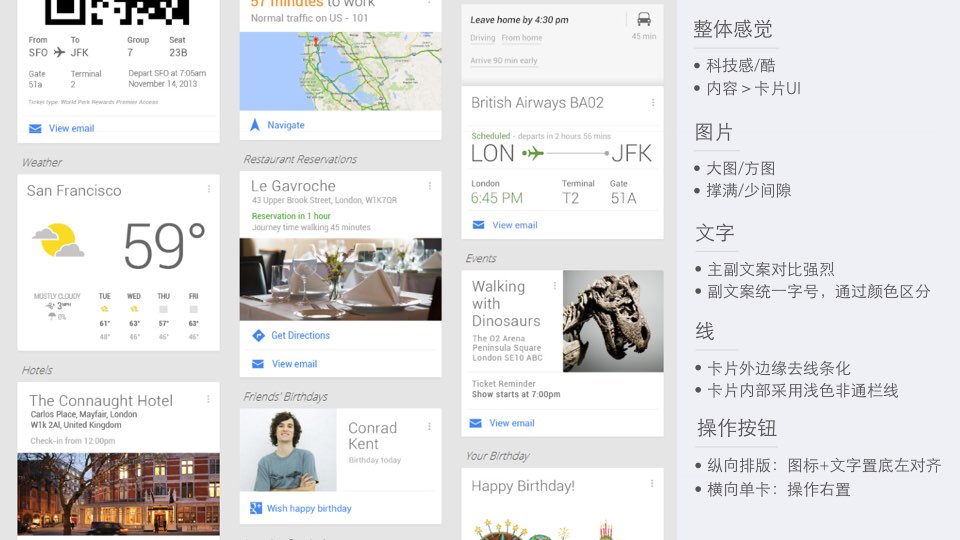 From
To
Group
Seat
SFO
JFK
7
23B
Gate
Terminal
Depart SFO at 7:05am
51a
2
November 14, 2013
Ticket type: World Perk Rewards Premier Access
View email
Weather
San Francisco
59°
MOSTLY CLOUDY
TUE
WED
THU
FRI
3MPH
0%
61°
63°
57°
63°
48°
46°
46°
46°
Hotels
The Connaught Hotel
Carlos Place, Mayfair, London
W1k 2Al, United Kingdom
Check-in from 12:00pm
57 minutes to work
Normal traffic on US - 101
Navigate
Restaurant Reservations
Le Gavroche
43 Upper Brook Street, London, W1K7QR
Reservation in 1 hour
Journey time walking 45 minutes
Get Directions
View email
Friends' Birthdays
Conrad
Kent
Birthday today
Wish happy birthday
Leave home by 4:30 pm
Driving
From home
45 min
Arrive 90 min early
British Airways BA02
Scheduled - departs in 2 hours 56 mins
LON
JFK
London
Terminal
Gate
6:45 PM
T2
51A
View email
Events
Walking
with
Dinosaurs
The O2 Arena
Peninsula Square
London SE10 ABC
Ticket Reminder
Show starts at 7:00pm
View email
Your Birthday
Happy Birthday!
整体感觉
• 科技感/酷
• 内容 > 卡片UI
图片
• 大图/方图
• 撑满/少间隙
文字
• 主副文案对比强烈
• 副文案统一字号，通过颜色区分
线
• 卡片外边缘去线条化
• 卡片内部采用浅色非通栏线
操作按钮
• 纵向排版：图标+文字置底左对齐
• 横向单卡：操作右置